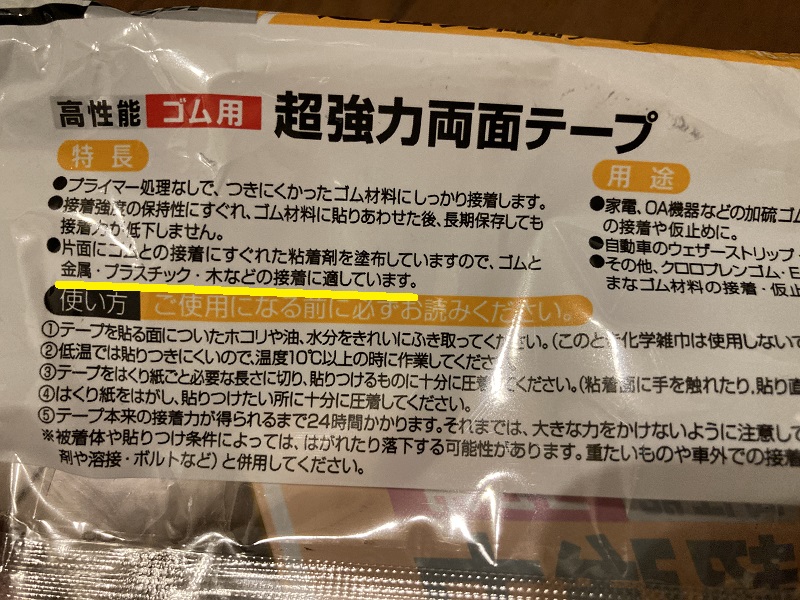 高性能 ゴム用 超強力両面テープ
特長
●プライマー処理なしで、つきにくかったゴム材料にしっかり接着します。
●接着強度の保持性にすぐれ、ゴム材料に貼りあわせた後、長期保存しても
接着力が低下しません。
●片面にゴムとの接着にすぐれた粘着剤を塗布していますので、ゴムと
金属・プラスチック・木などの接着に適しています。
用途
●家電、OA機器などの加硫ゴム
の接着や仮止めに。
●自動車のウェザーストリップ・
●その他、クロロプレンゴム・E
まなゴム材料の接着・仮止
使い方 ご使用になる前に必ずお読みください。
①テープを貼る面についたホコリや油、水分をきれいにふき取ってください。(このとき化学雑巾は使用しないで
②低温では貼りつきにくいので、温度10℃以上の時に作業してくださ
③テープをはくり紙ごと必要な長さに切り、貼りつけるものに十分に圧着してください。(粘着面に手を触れたり、貼り直
④はくり紙をはがし、貼りつけたい所に十分に圧着してください。
⑤テープ本来の接着力が得られるまで24時間かかります。それまでは、大きな力をかけないように注意して
※被着体や貼りつけ条件によっては、はがれたり落下する可能性があります。重たいものや車外での接着
剤や溶接・ボルトなど)と併用してください。